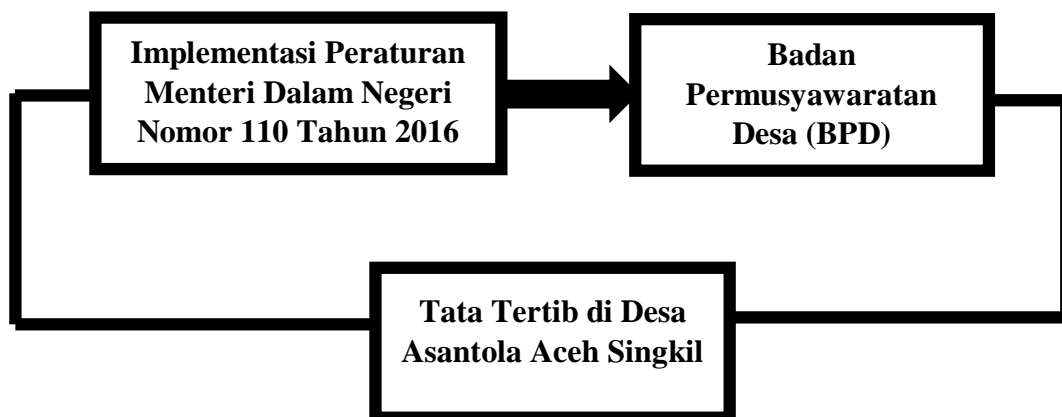 Implementasi Peraturan
Menteri Dalam Negeri
Nomor 110 Tahun 2016
Badan
Permusyawaratan
Desa (BPD)
Tata Tertib di Desa
Asantola Aceh Singkil